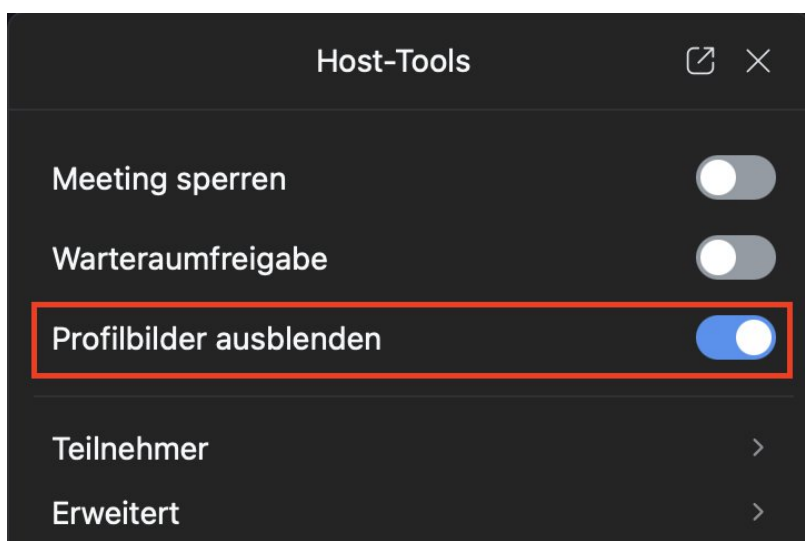 Host-Tools
Meeting sperren
Warteraumfreigabe
Profilbilder ausblenden
Teilnehmer
Erweitert